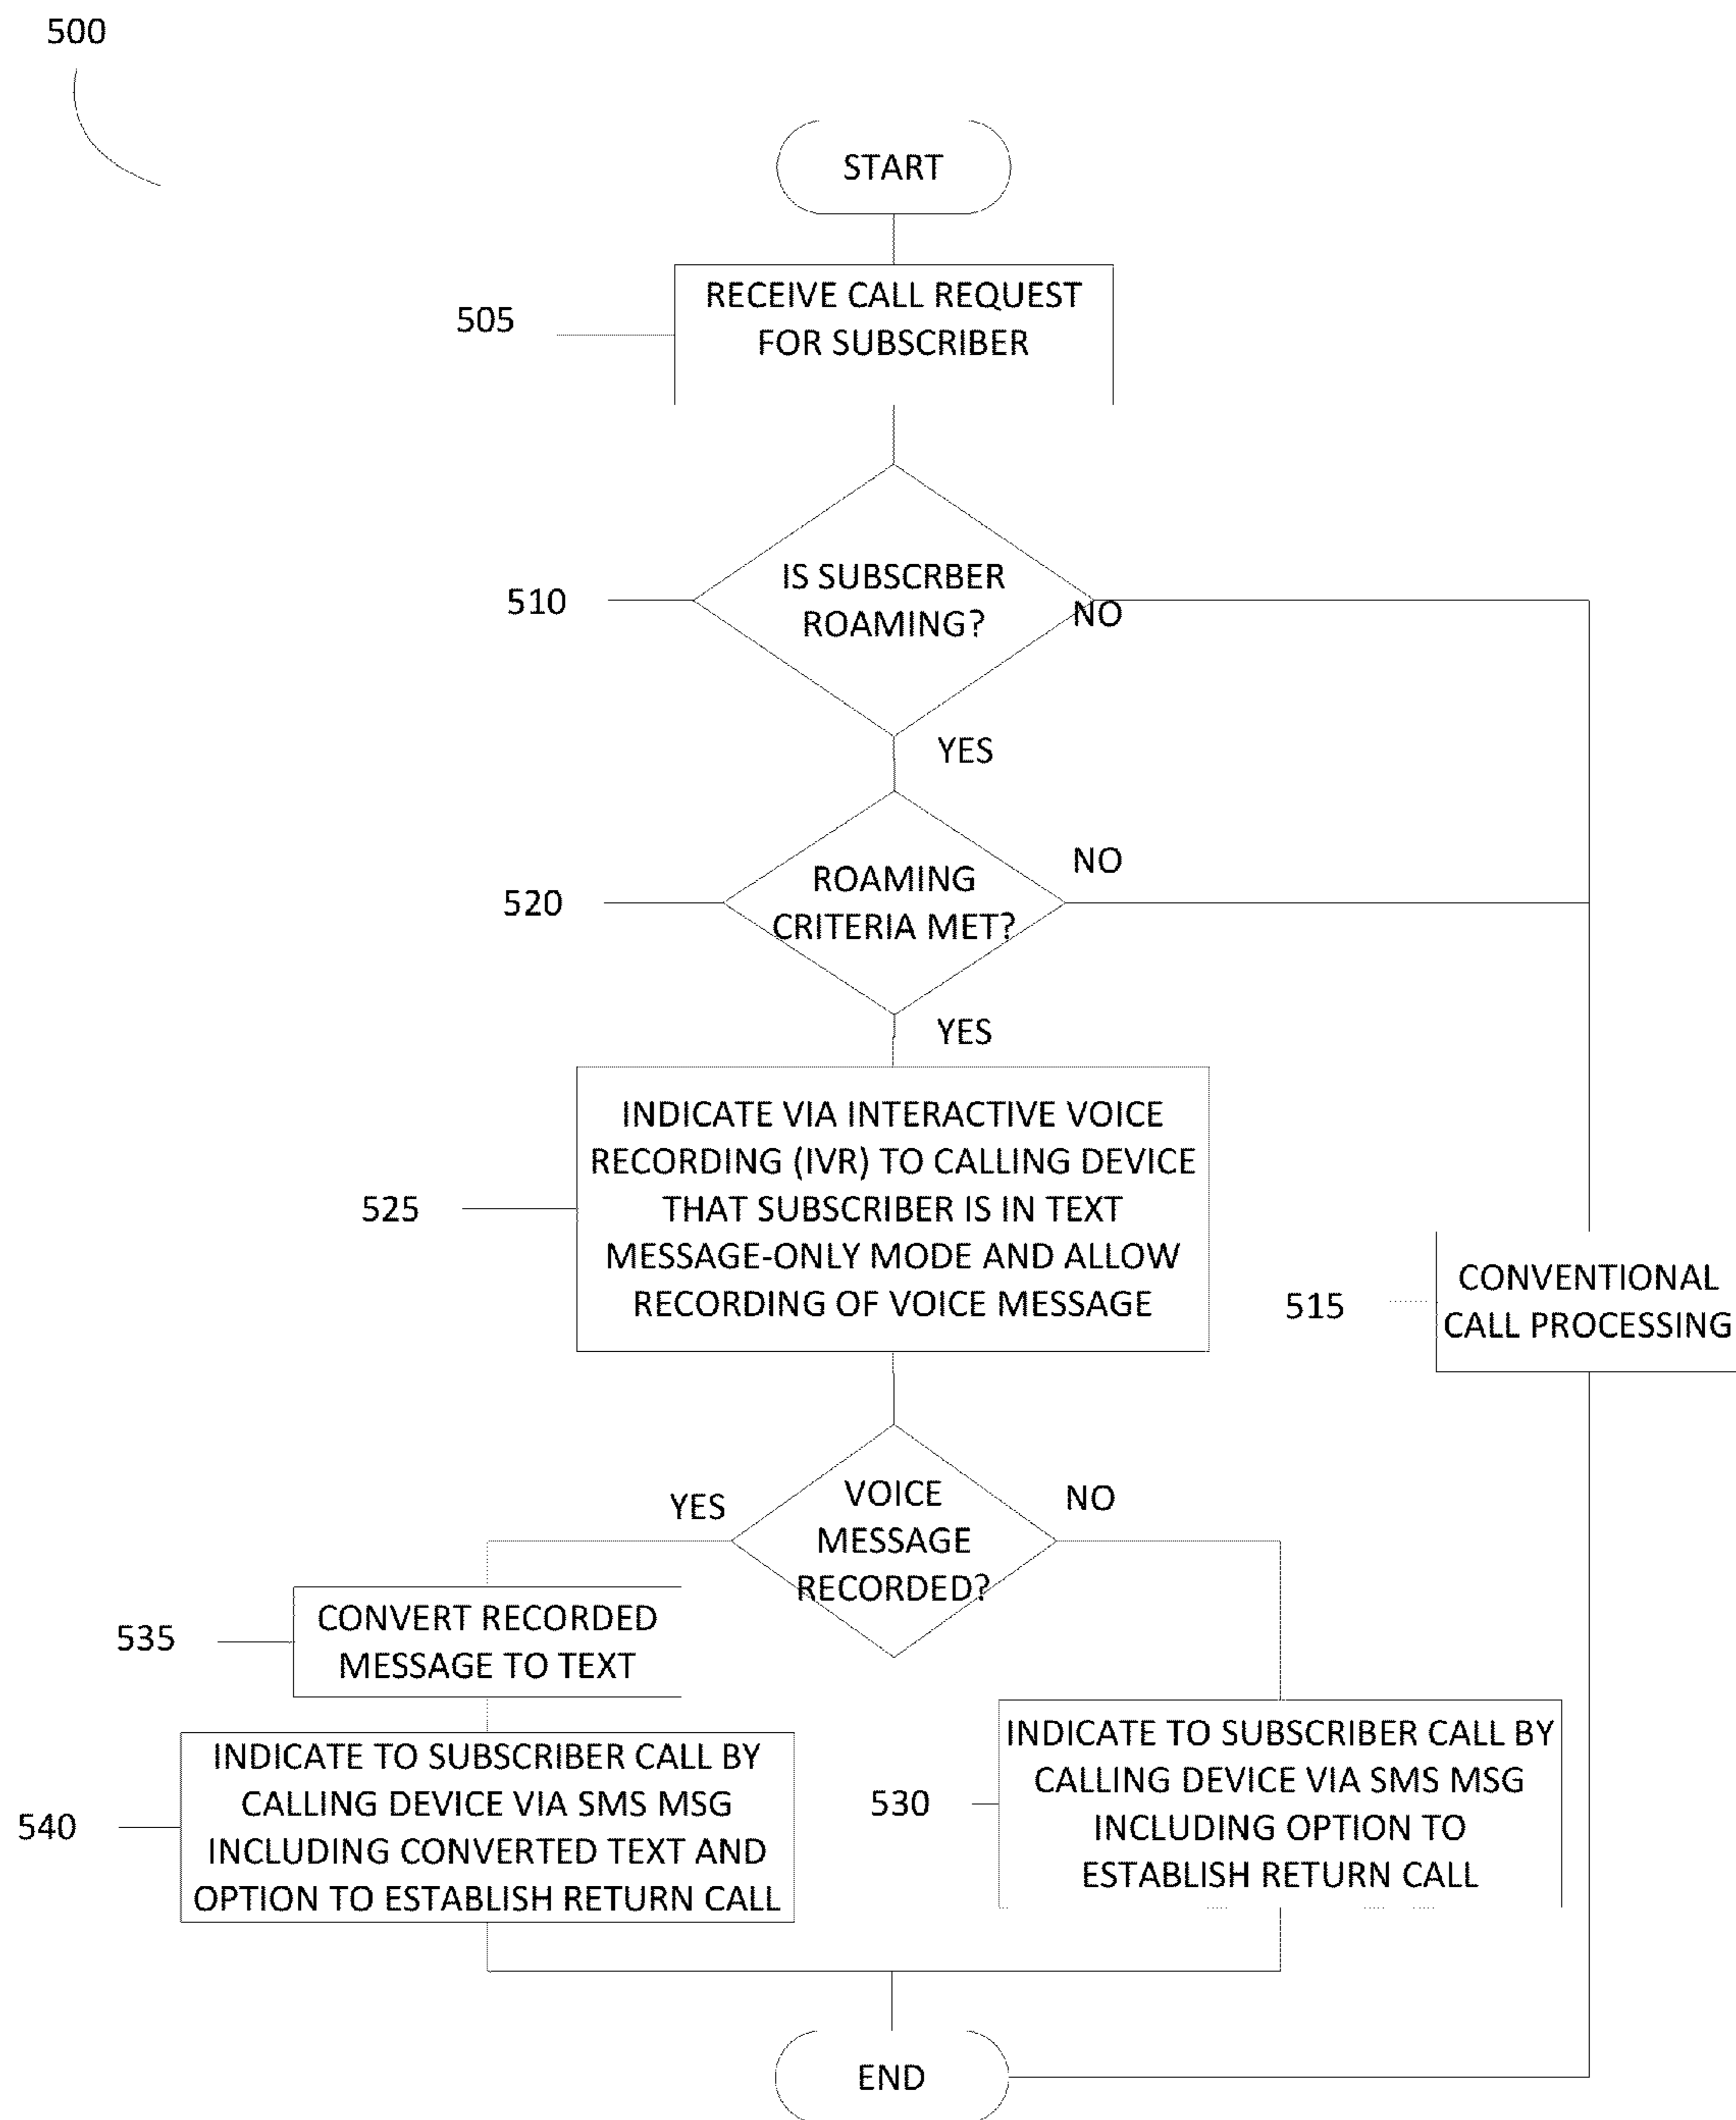 500
START
505
RECEIVE CALL REQUEST
FOR SUBSCRIBER
510
IS SUBSCRBER
ROAMING?
NO
YES
520
ROAMING
CRITERIA MET?
NO
YES
525
INDICATE VIA INTERACTIVE VOICE
RECORDING (IVR) TO CALLING DEVICE
THAT SUBSCRIBER IS IN TEXT
MESSAGE-ONLY MODE AND ALLOW
RECORDING OF VOICE MESSAGE
515
CONVENTIONAL
CALL PROCESSING
VOICE
MESSAGE
RECORDED?
YES
NO
535
CONVERT RECORDED
MESSAGE TO TEXT
540
INDICATE TO SUBSCRIBER CALL BY
CALLING DEVICE VIA SMS MSG
INCLUDING CONVERTED TEXT AND
OPTION TO ESTABLISH RETURN CALL
530
INDICATE TO SUBSCRIBER CALL BY
CALLING DEVICE VIA SMS MSG
INCLUDING OPTION TO
ESTABLISH RETURN CALL
END